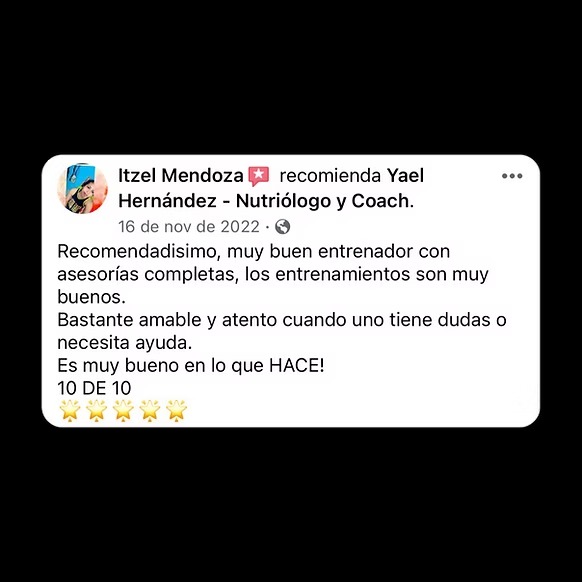 Itzel Mendoza recomienda Yael
Hernández - Nutriólogo y Coach.
16 de nov de 2022 ·
Recomendadisimo, muy buen entrenador con
asesorías completas, los entrenamientos son muy
buenos.
Bastante amable y atento cuando uno tiene dudas o
necesita ayuda.
Es muy bueno en lo que HACE!
10 DE 10
🌟🌟🌟🌟🌟